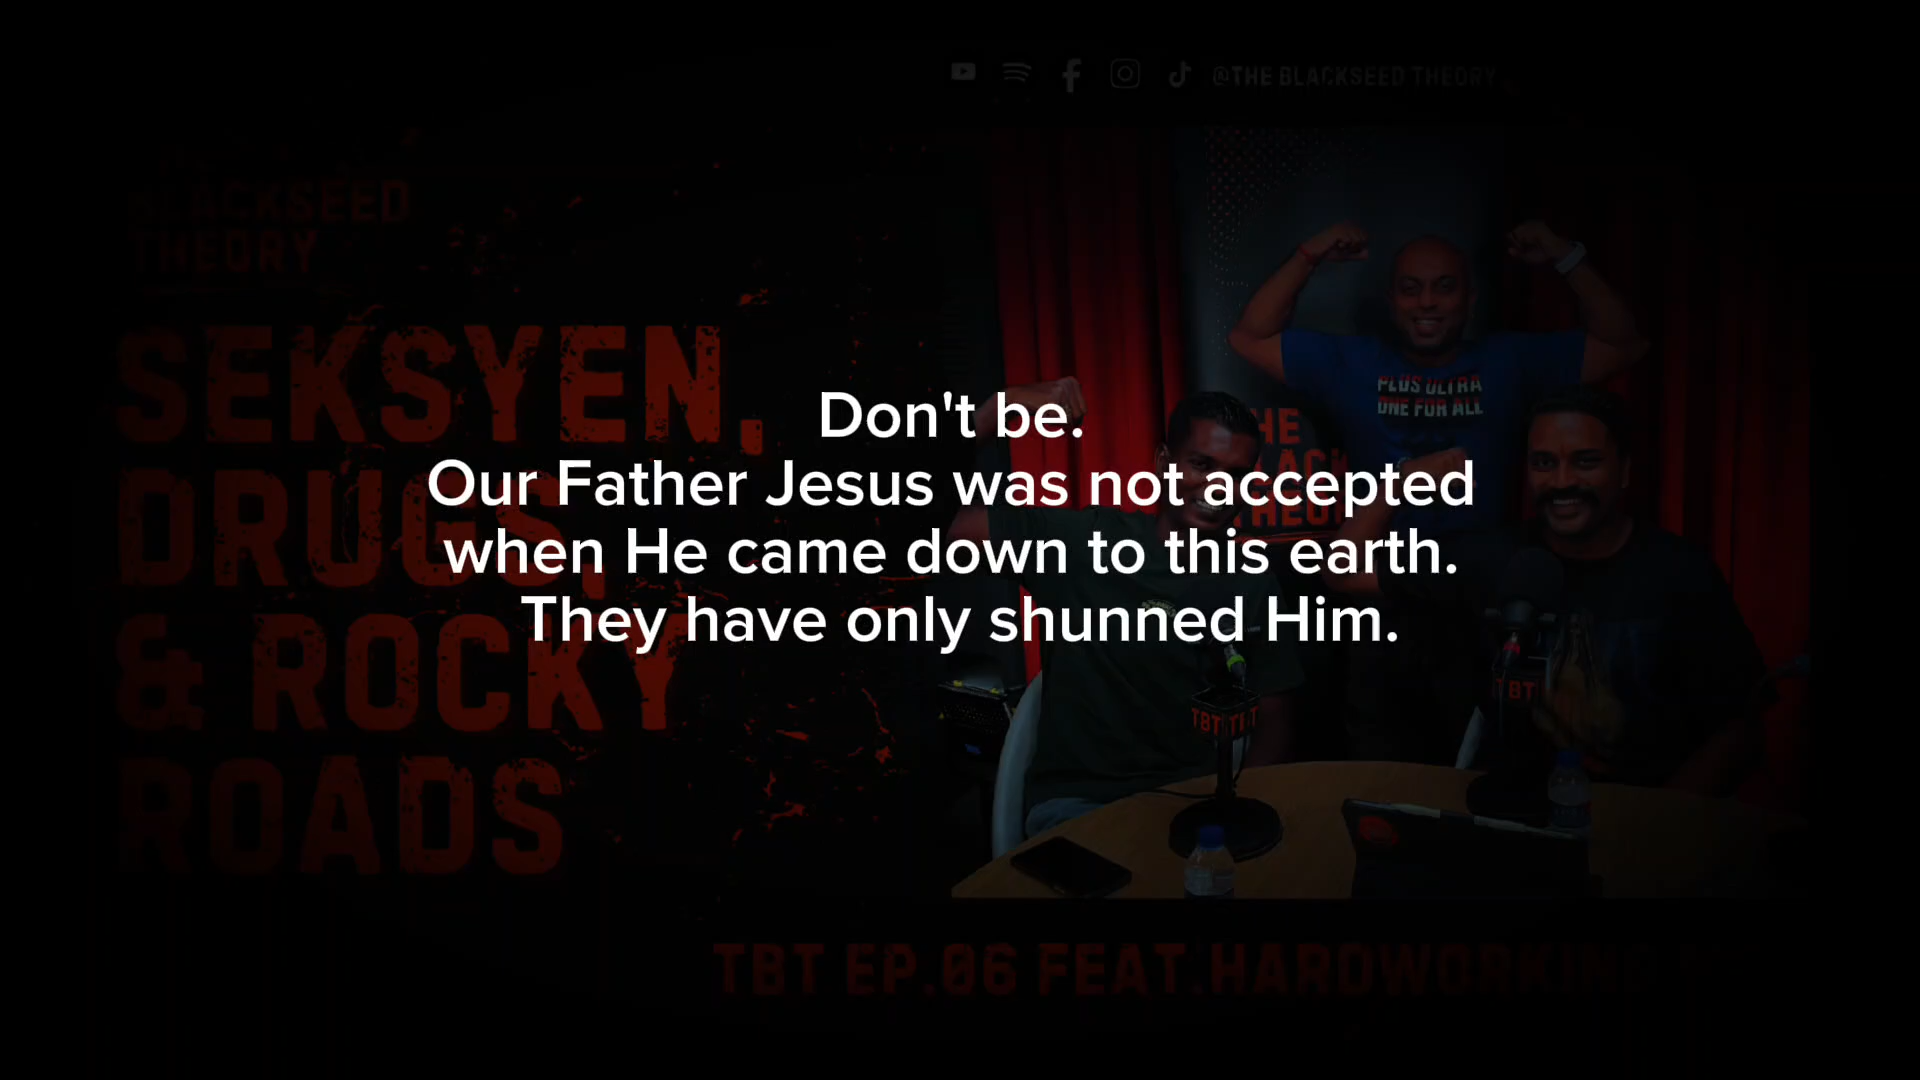 @THE BLACKSEED THEORY
BLACKSEED
THEORY
SEKSYEN,
DRUGS,
& ROCKY
ROADS
Don't be.
Our Father Jesus was not accepted
when He came down to this earth.
They have only shunned Him.
PLUS ULTRA
ONE FOR ALL
TBT
TBT
TBT EP.06 FEAT.